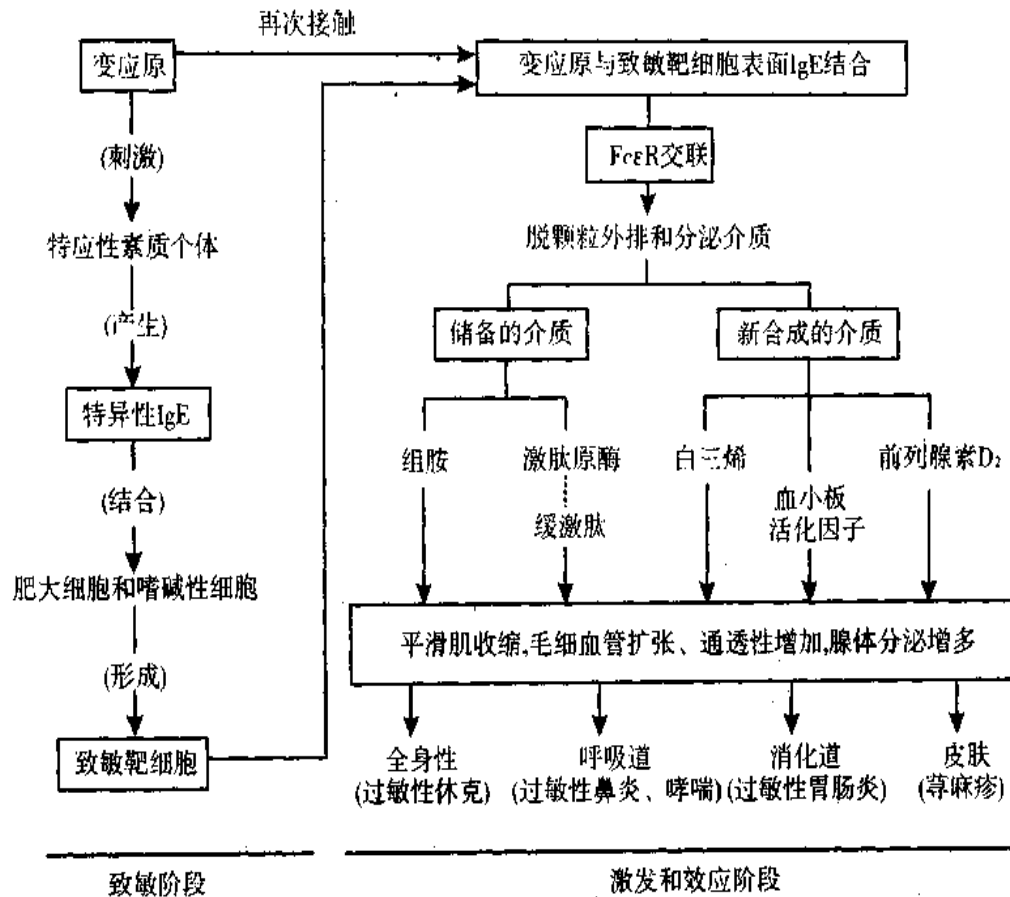 再次接触
变应原
变应原与致敏靶细胞表面IgE结合
(刺激)
FcεR交联
特应性素质个体
脱颗粒外排和分泌介质
(产生)
储备的介质
新合成的介质
特异性IgE
组胺
激肽原酶
白三烯
前列腺素D₂
(结合)
缓激肽
血小板
活化因子
肥大细胞和嗜碱性细胞
平滑肌收缩,毛细血管扩张、通透性增加,腺体分泌增多
(形成)
致敏靶细胞
全身性
(过敏性休克)
呼吸道
(过敏性鼻炎、哮喘)
消化道
(过敏性胃肠炎)
皮肤
(荨麻疹)
致敏阶段
激发和效应阶段